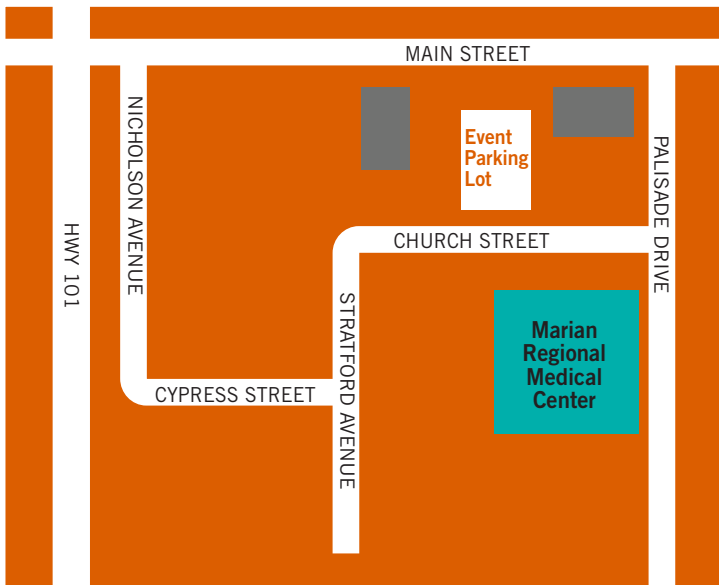 MAIN STREET
NICHOLSON AVENUE
Event
Parking
Lot
PALISADE DRIVE
HWY 101
CHURCH STREET
STRATFORD AVENUE
Marian
Regional
Medical
Center
CYPRESS STREET